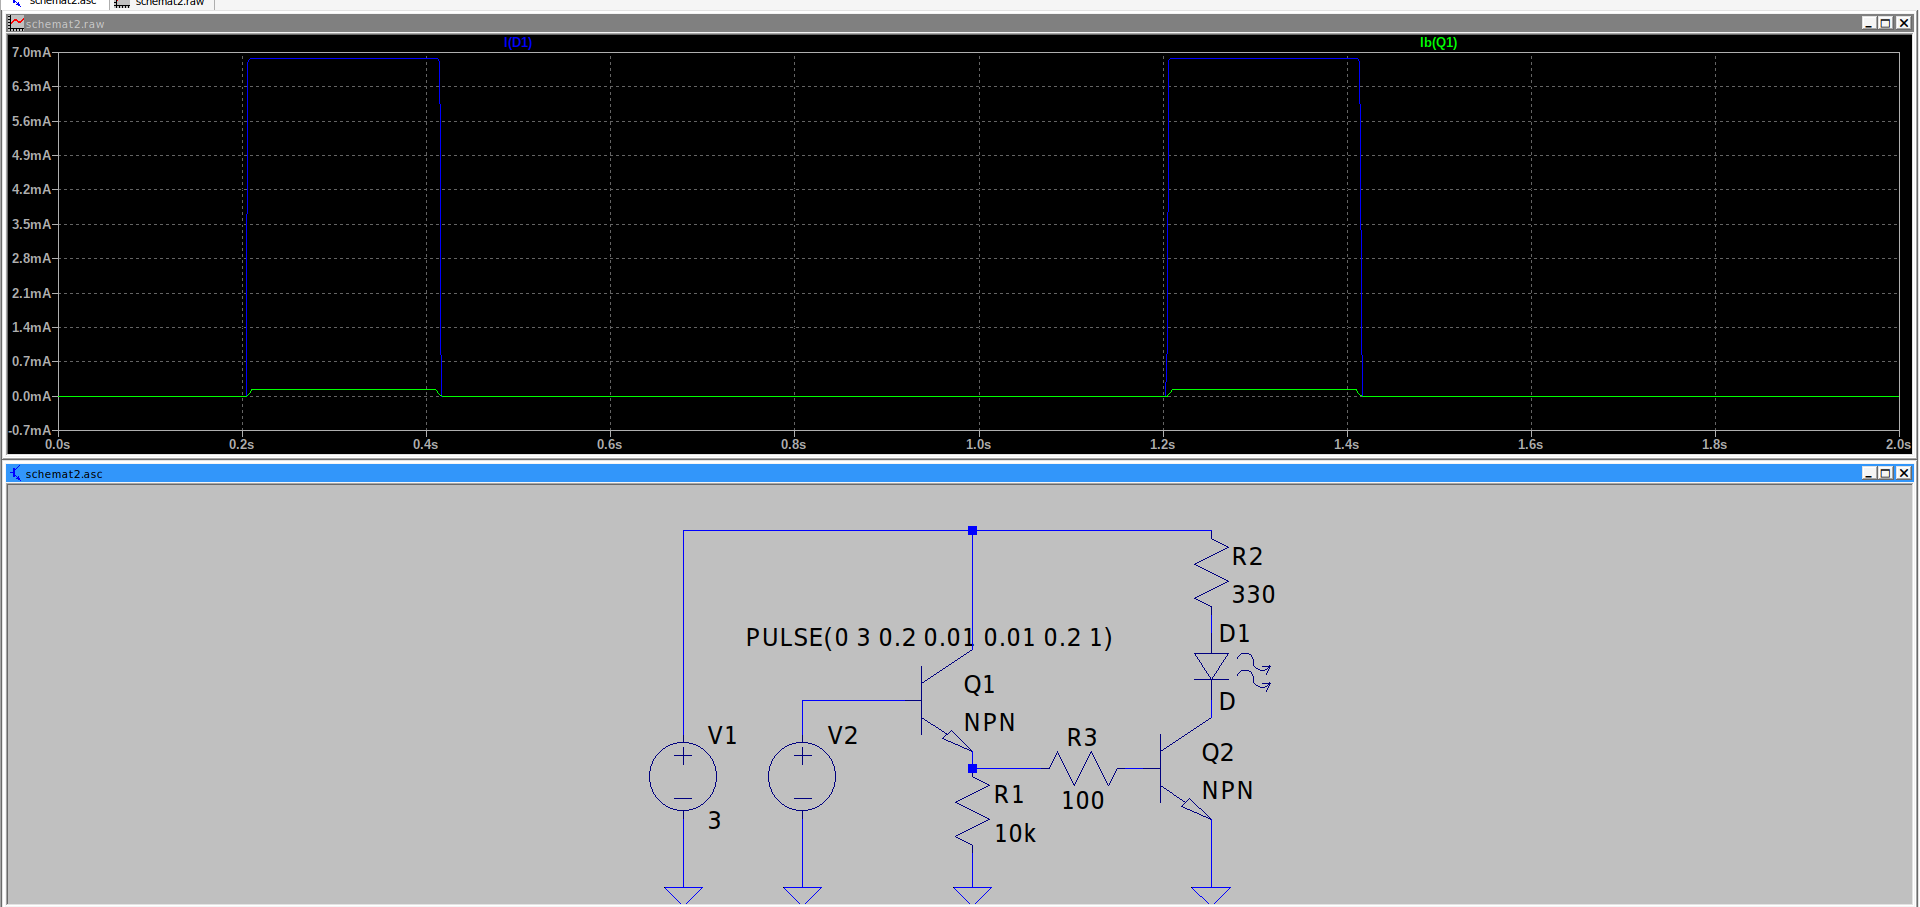 schemat2.asc schemat2.raw
schemat2.raw
I(D1) Ib(Q1)
7.0mA
6.3mA
5.6mA
4.9mA
4.2mA
3.5mA
2.8mA
2.1mA
1.4mA
0.7mA
0.0mA
-0.7mA
0.0s 0.2s 0.4s 0.6s 0.8s 1.0s 1.2s 1.4s 1.6s 1.8s 2.0s
schemat2.asc
R2
330
PULSE(0 3 0.2 0.01 0.01 0.2 1)
D1
Q1
D
NPN
V1
V2
R3
Q2
NPN
R1
100
3
10k